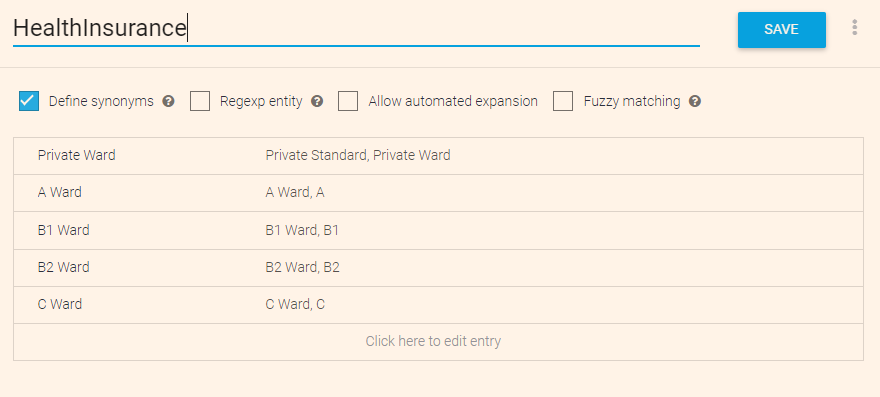 HealthInsurance SAVE
Define synonyms ? Regexp entity ? Allow automated expansion Fuzzy matching ?
Private Ward Private Standard, Private Ward
A Ward A Ward, A
B1 Ward B1 Ward, B1
B2 Ward B2 Ward, B2
C Ward C Ward, C
Click here to edit entry